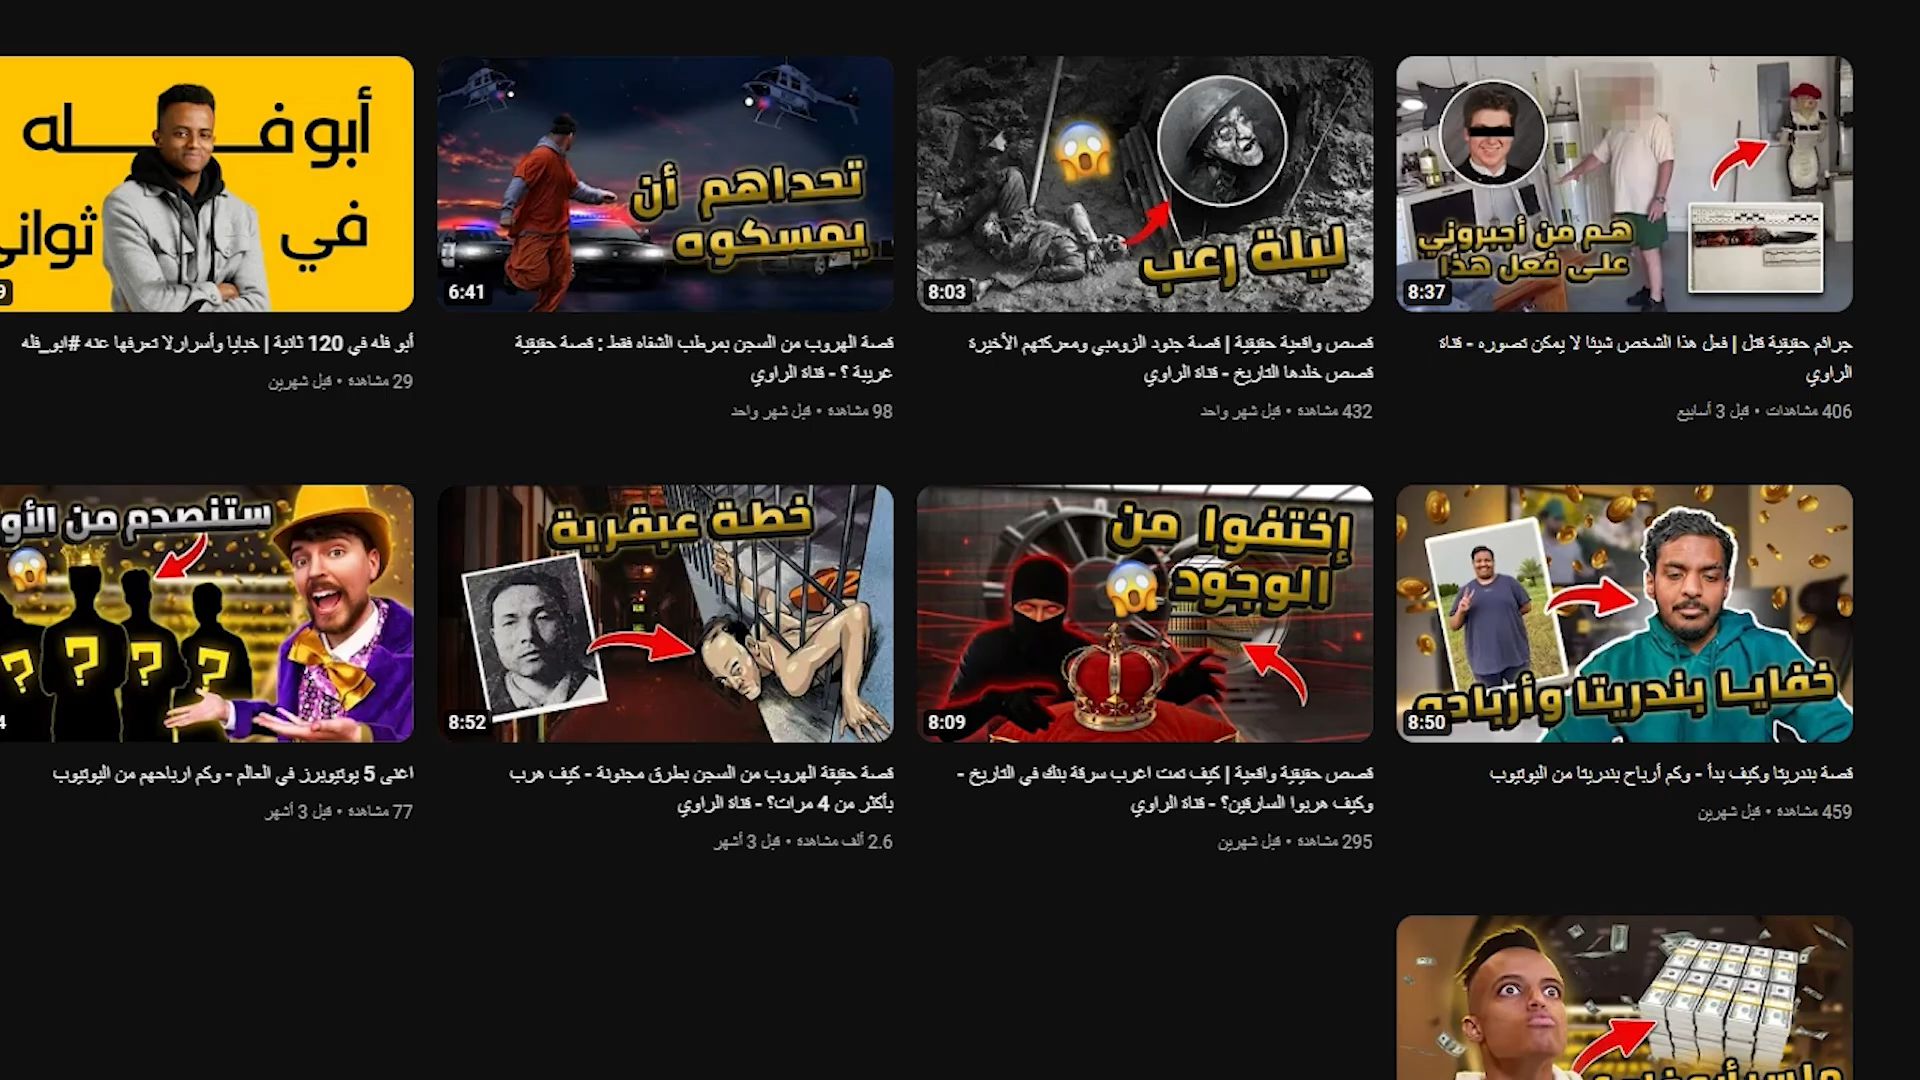 هم من أجبروني
على فعل هذا
8:37
جرائم حقيقية قتل | فعل هذا الشخص شيئا لا يمكن تصوره - قناة
الراوي
406 مشاهدات • قبل 3 أسابيع
ليلة رعب
8:03
قصص واقعية حقيقية | قصة جنود الزومبي ومعركتهم الأخيرة
قصص خلدها التاريخ - قناة الراوي
432 مشاهدة • قبل شهر واحد
تحداهم أن
يمسكوه
6:41
قصة الهروب من السجن بمرطب الشفاه فقط : قصة حقيقية
غريبة ؟ - قناة الراوي
98 مشاهدة • قبل شهر واحد
أبو فـــــله
في
ثواني
9
أبو فله في 120 ثانية | خبايا وأسرارلا تعرفها عنه #ابو_فله
29 مشاهدة • قبل شهرين
خفايا بندريتا وأرباحه
8:50
قصة بندريتا وكيف بدأ - وكم أرباح بندريتا من اليوتيوب
459 مشاهدة • قبل شهرين
إختفوا من
الوجود
8:09
قصص حقيقية واقعية | كيف تمت اغرب سرقة بنك في التاريخ -
وكيف هربوا السارقين؟ - قناة الراوي
295 مشاهدة • قبل شهرين
خطة عبقرية
8:52
قصة حقيقة الهروب من السجن بطرق مجنونة - كيف هرب
بأكثر من 4 مرات؟ - قناة الراوي
2.6 ألف مشاهدة • قبل 3 أشهر
ستنصدم من الأو
? ? ? ?
4
اغنى 5 يوتيوبرز في العالم - وكم ارباحهم من اليوتيوب
77 مشاهدة • قبل 3 أشهر